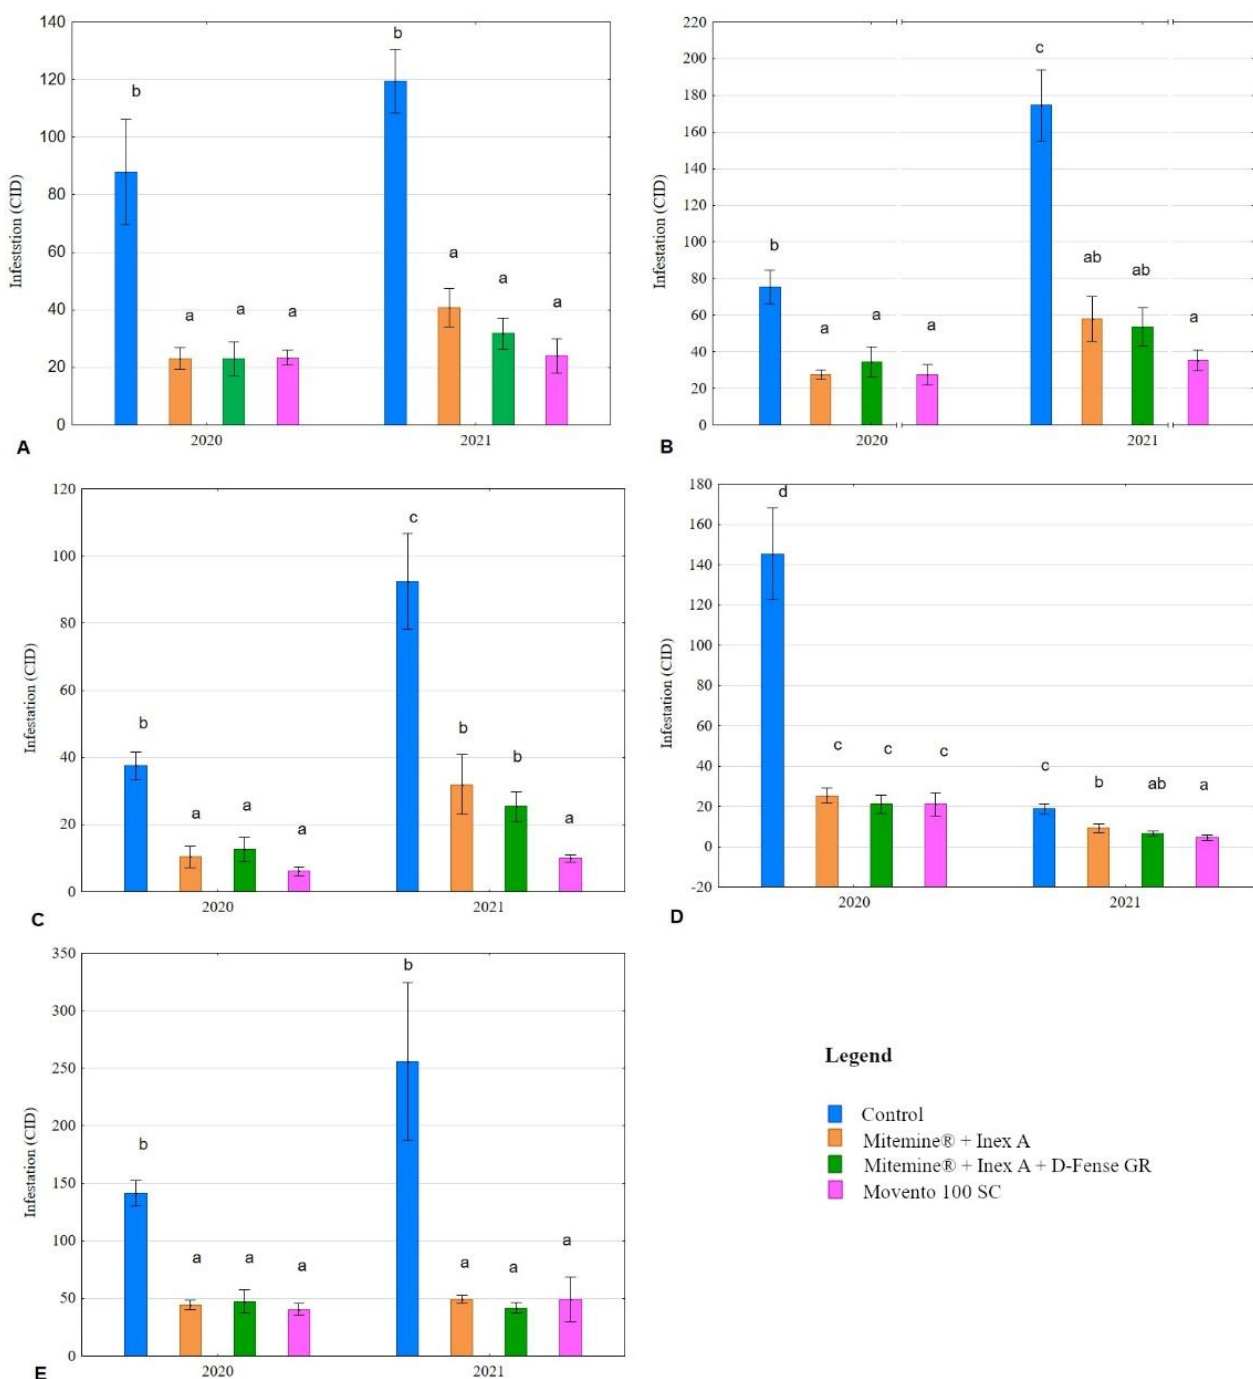 140
120
100
80
60
40
20
0
Infeststion (CID)
b
a
a
a
b
a
a
a
2020
2021
A
220
200
180
160
140
120
100
80
60
40
20
0
Infestation (CID)
b
a
a
a
c
ab
ab
a
2020
2021
B
120
100
80
60
40
20
0
Infestation (CID)
b
a
a
a
c
b
b
a
2020
2021
C
180
160
140
120
100
80
60
40
20
0
-20
Infestation (CID)
d
c
c
c
c
b
ab
a
2020
2021
D
350
300
250
200
150
100
50
0
Infestation (CID)
b
a
a
a
b
a
a
a
2020
2021
E
Legend
Control
Mitemine® + Inex A
Mitemine® + Inex A + D-Fense GR
Movento 100 SC